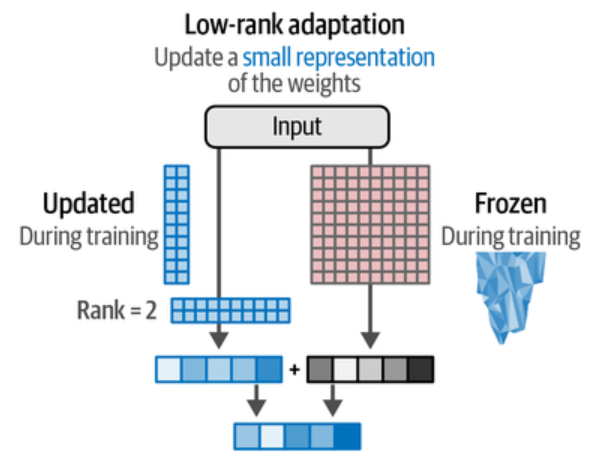 Low-rank adaptation
Update a small representation
of the weights
Input
Updated
During training
Frozen
During training
Rank = 2
+